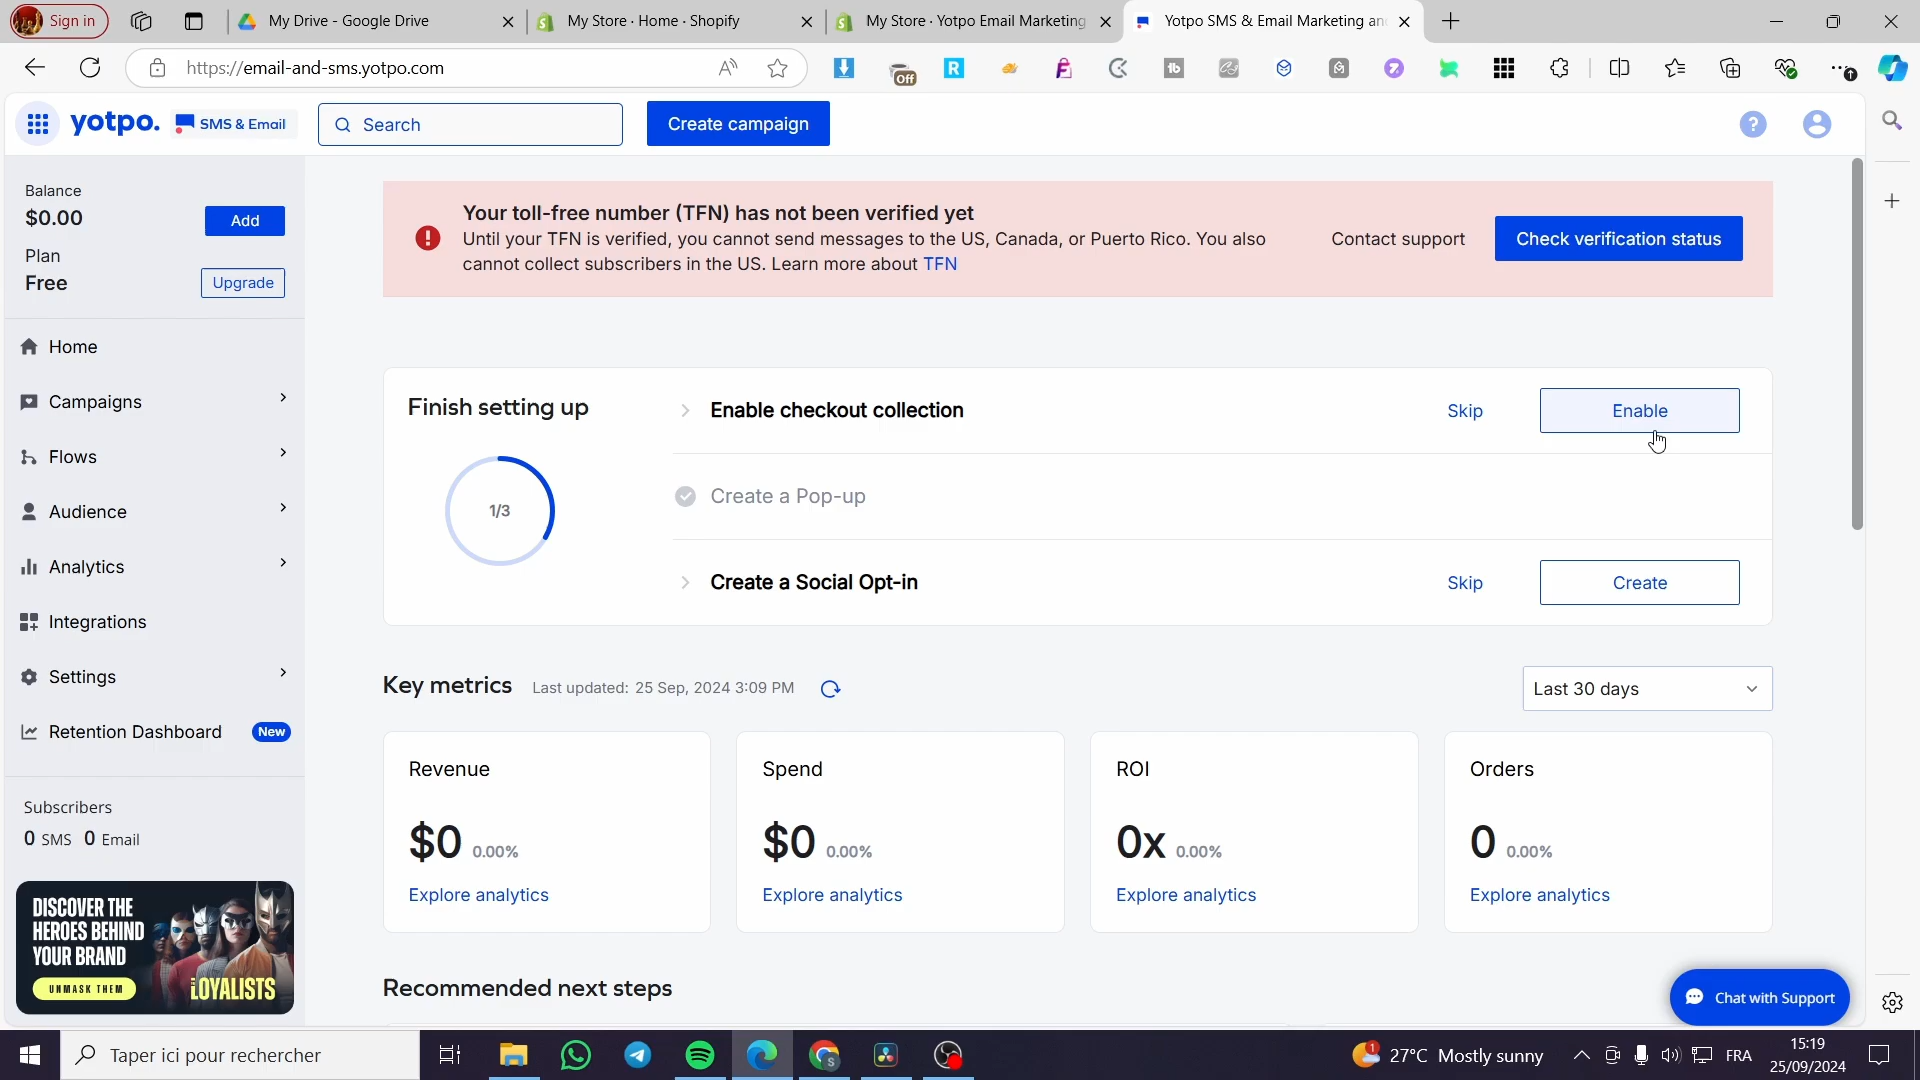 Sign in
My Drive - Google Drive
My Store · Home · Shopify
My Store · Yotpo Email Marketing
Yotpo SMS & Email Marketing an
https://email-and-sms.yotpo.com
Off
yotpo.
SMS & Email
Search
Create campaign
Balance
$0.00
Add
Plan
Free
Upgrade
Your toll-free number (TFN) has not been verified yet
Until your TFN is verified, you cannot send messages to the US, Canada, or Puerto Rico. You also
cannot collect subscribers in the US. Learn more about TFN
Contact support
Check verification status
Home
Campaigns
Flows
Audience
Analytics
Integrations
Settings
Retention Dashboard
New
Subscribers
0 SMS 0 Email
DISCOVER THE
HEROES BEHIND
YOUR BRAND
UNMASK THEM
LOYALISTS
Finish setting up
1/3
Enable checkout collection
Skip
Enable
Create a Pop-up
Create a Social Opt-in
Skip
Create
Key metrics
Last updated: 25 Sep, 2024 3:09 PM
Last 30 days
Revenue
$0 0.00%
Explore analytics
Spend
$0 0.00%
Explore analytics
ROI
0x 0.00%
Explore analytics
Orders
0 0.00%
Explore analytics
Recommended next steps
Chat with Support
Taper ici pour rechercher
1
27°C Mostly sunny
FRA
15:19
25/09/2024